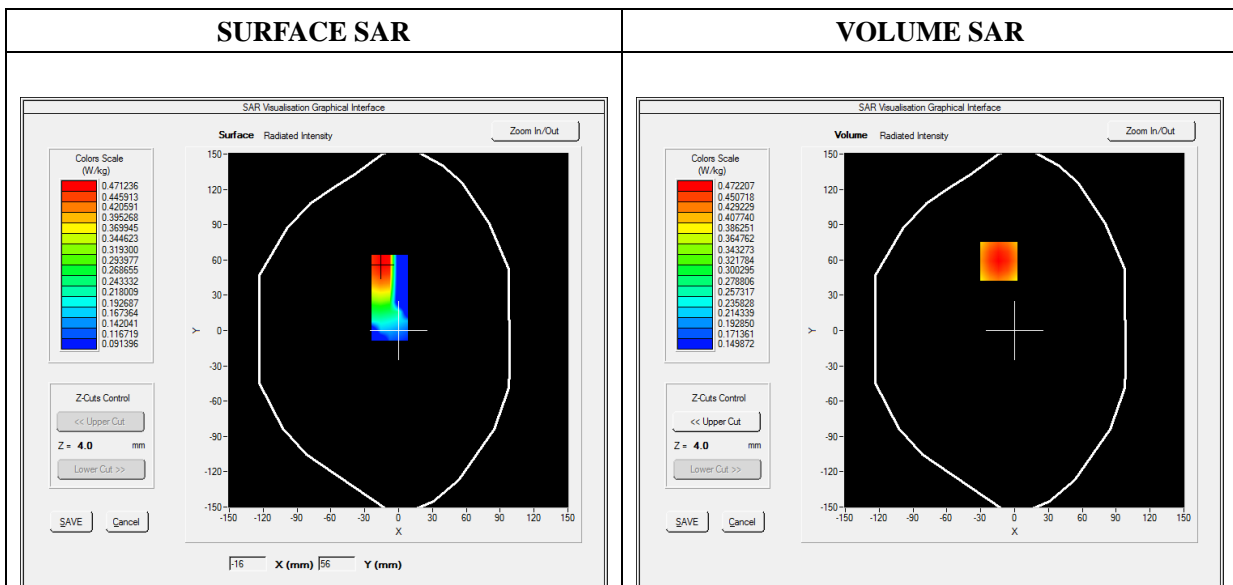 SURFACE SAR
VOLUME SAR
SAR Visualisation Graphical Interface
Surface Radiated Intensity
Zoom In/Out
Colors Scale
(W/kg)
0.471236
0.445913
0.420591
0.395268
0.369945
0.344623
0.319300
0.293977
0.268655
0.243332
0.218009
0.192687
0.167364
0.142041
0.116719
0.091396
Z-Cuts Control
<< Upper Cut
Z = 4.0 mm
Lower Cut >>
SAVE Cancel
150
120
90
60
30
0
-30
-60
-90
-120
-150
Y
-150 -120 -90 -60 -30 0 30 60 90 120 150
X
-16 X (mm) 56 Y (mm)
SAR Visualisation Graphical Interface
Volume Radiated Intensity
Zoom In/Out
Colors Scale
(W/kg)
0.472207
0.450718
0.429229
0.407740
0.386251
0.364762
0.343273
0.321784
0.300295
0.278806
0.257317
0.235828
0.214339
0.192850
0.171361
0.149872
Z-Cuts Control
<< Upper Cut
Z = 4.0 mm
Lower Cut >>
SAVE Cancel
150
120
90
60
30
0
-30
-60
-90
-120
-150
Y
-150 -120 -90 -60 -30 0 30 60 90 120 150
X